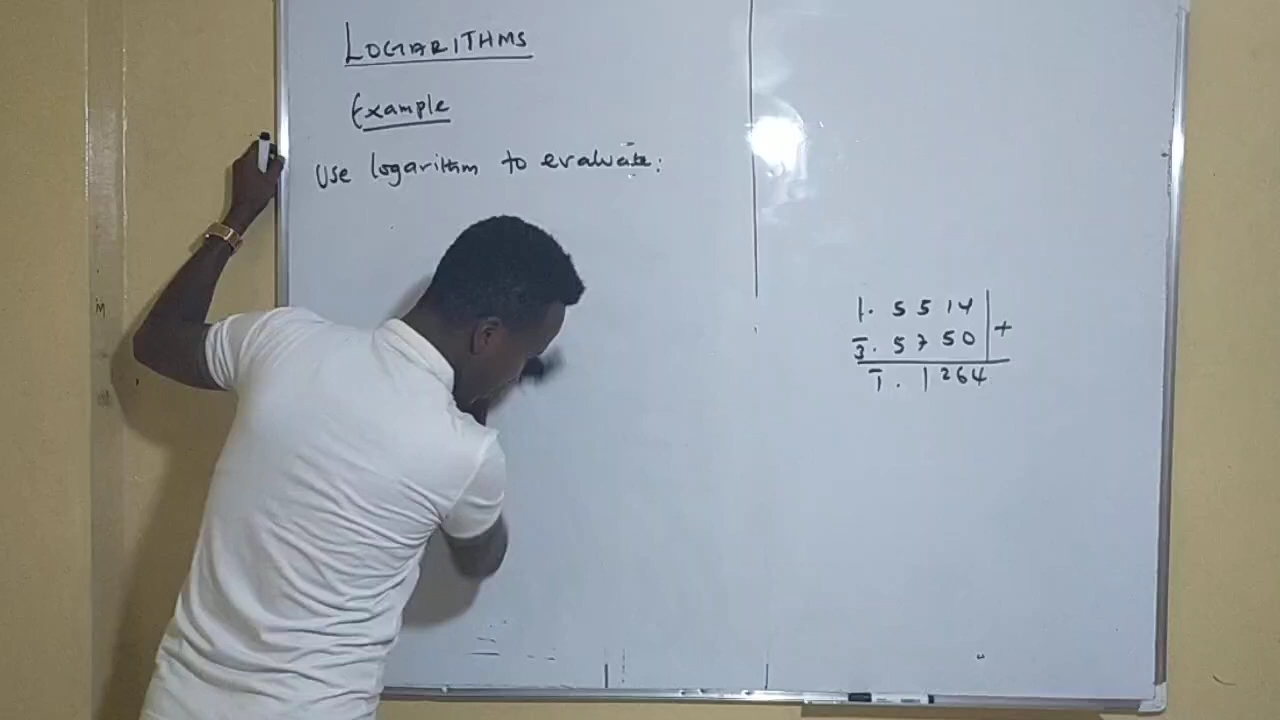 LOGARITHMS
Example
Use logarithm to evaluate:
1. 5514
3̅. 5750 +
1̅. 1264